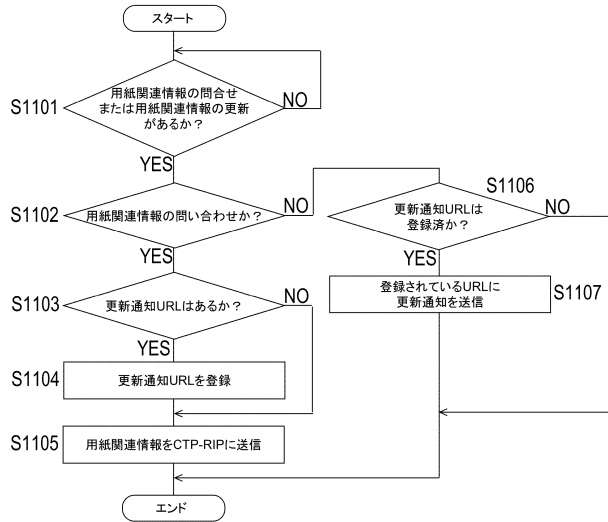 スタート
S1101
用紙関連情報の問合せ
または用紙関連情報の更新
があるか？
NO
YES
S1102
用紙関連情報の問い合わせか？
NO
YES
S1106
更新通知URLは
登録済か？
NO
YES
S1103
更新通知URLはあるか？
NO
YES
登録されているURLに
更新通知を送信
S1107
S1104
更新通知URLを登録
S1105
用紙関連情報をCTP-RIPに送信
エンド